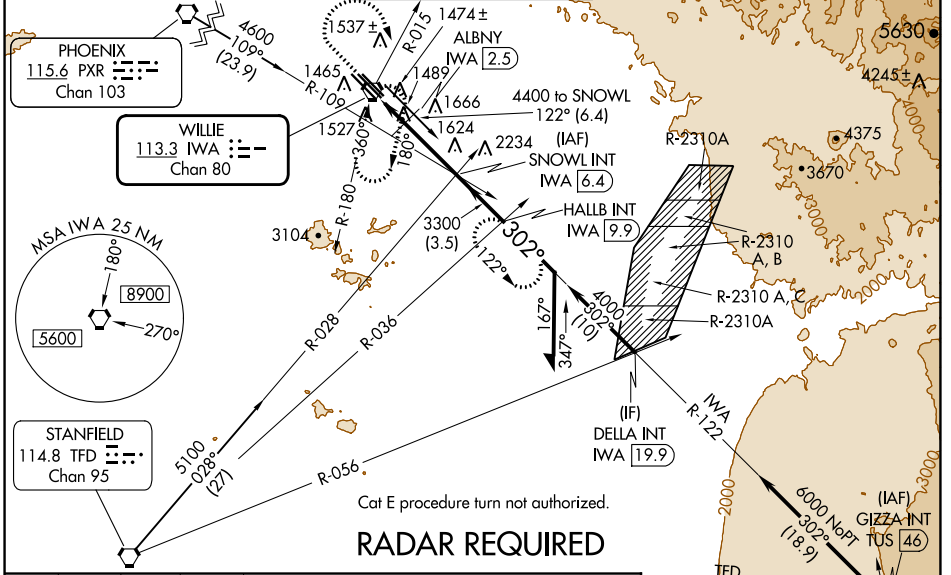 4600
109°
(23.9)
1537 ±
R-015
1474 ±
ALBNY
IWA 2.5
5630
PHOENIX
115.6 PXR
Chan 103
1465
1489
4245 ±
R-109
1666
4400 to SNOWL
122° (6.4)
1527
1624
(IAF)
SNOWL INT
IWA 6.4
2234
R-2310A
4375
WILLIE
113.3 IWA
Chan 80
360°
180°
3670
3000
R-180
3300
(3.5)
HALLB INT
IWA 9.9
3104
302°
R-2310
A, B
MSA IWA 25 NM
180°
122°
8900
R-2310 A, C
4000
302°
(10)
R-2310A
5600
270°
R-028
R-036
167°
347°
3000
IWA
R-122
(IF)
DELLA INT
IWA 19.9
STANFIELD
114.8 TFD
Chan 95
5100
028°
(27)
R-056
2000
Cat E procedure turn not authorized.
6000 NoPT
302°
(18.9)
(IAF)
GIZZA INT
TUS 46
RADAR REQUIRED
TFD